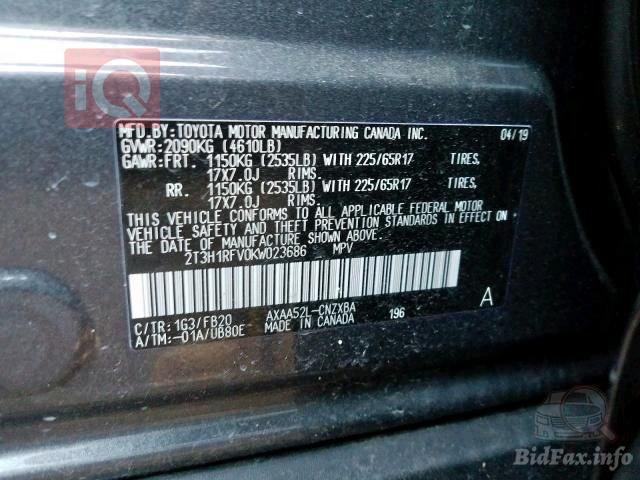 iQ
MFD.BY:TOYOTA MOTOR MANUFACTURING CANADA INC. 04/19
GVWR:2090KG (4610LB)
GAWR:FRT. 1150KG (2535LB) WITH 225/65R17 TIRES,
17X7.0J RIMS.
RR. 1150KG (2535LB) WITH 225/65R17 TIRES,
17X7.0J RIMS.
THIS VEHICLE CONFORMS TO ALL APPLICABLE FEDERAL MOTOR
VEHICLE SAFETY AND THEFT PREVENTION STANDARDS IN EFFECT ON
THE DATE OF MANUFACTURE SHOWN ABOVE.
2T3H1RFV0KW023686 MPV
C/TR: 1G3/FB20 AXAA52L-CNZXBA 196 A
A/TM:-01A/UB80E MADE IN CANADA
BidFax.info